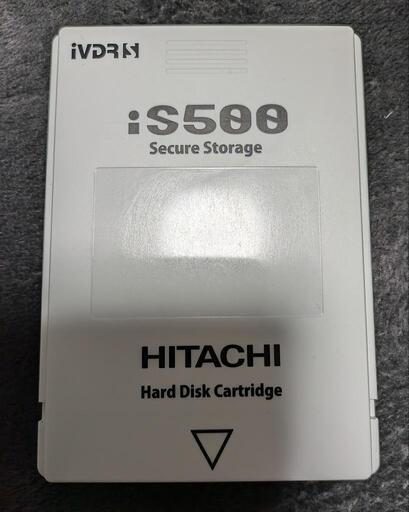 iVDR-S
iS500
Secure Storage
HITACHI
Hard Disk Cartridge